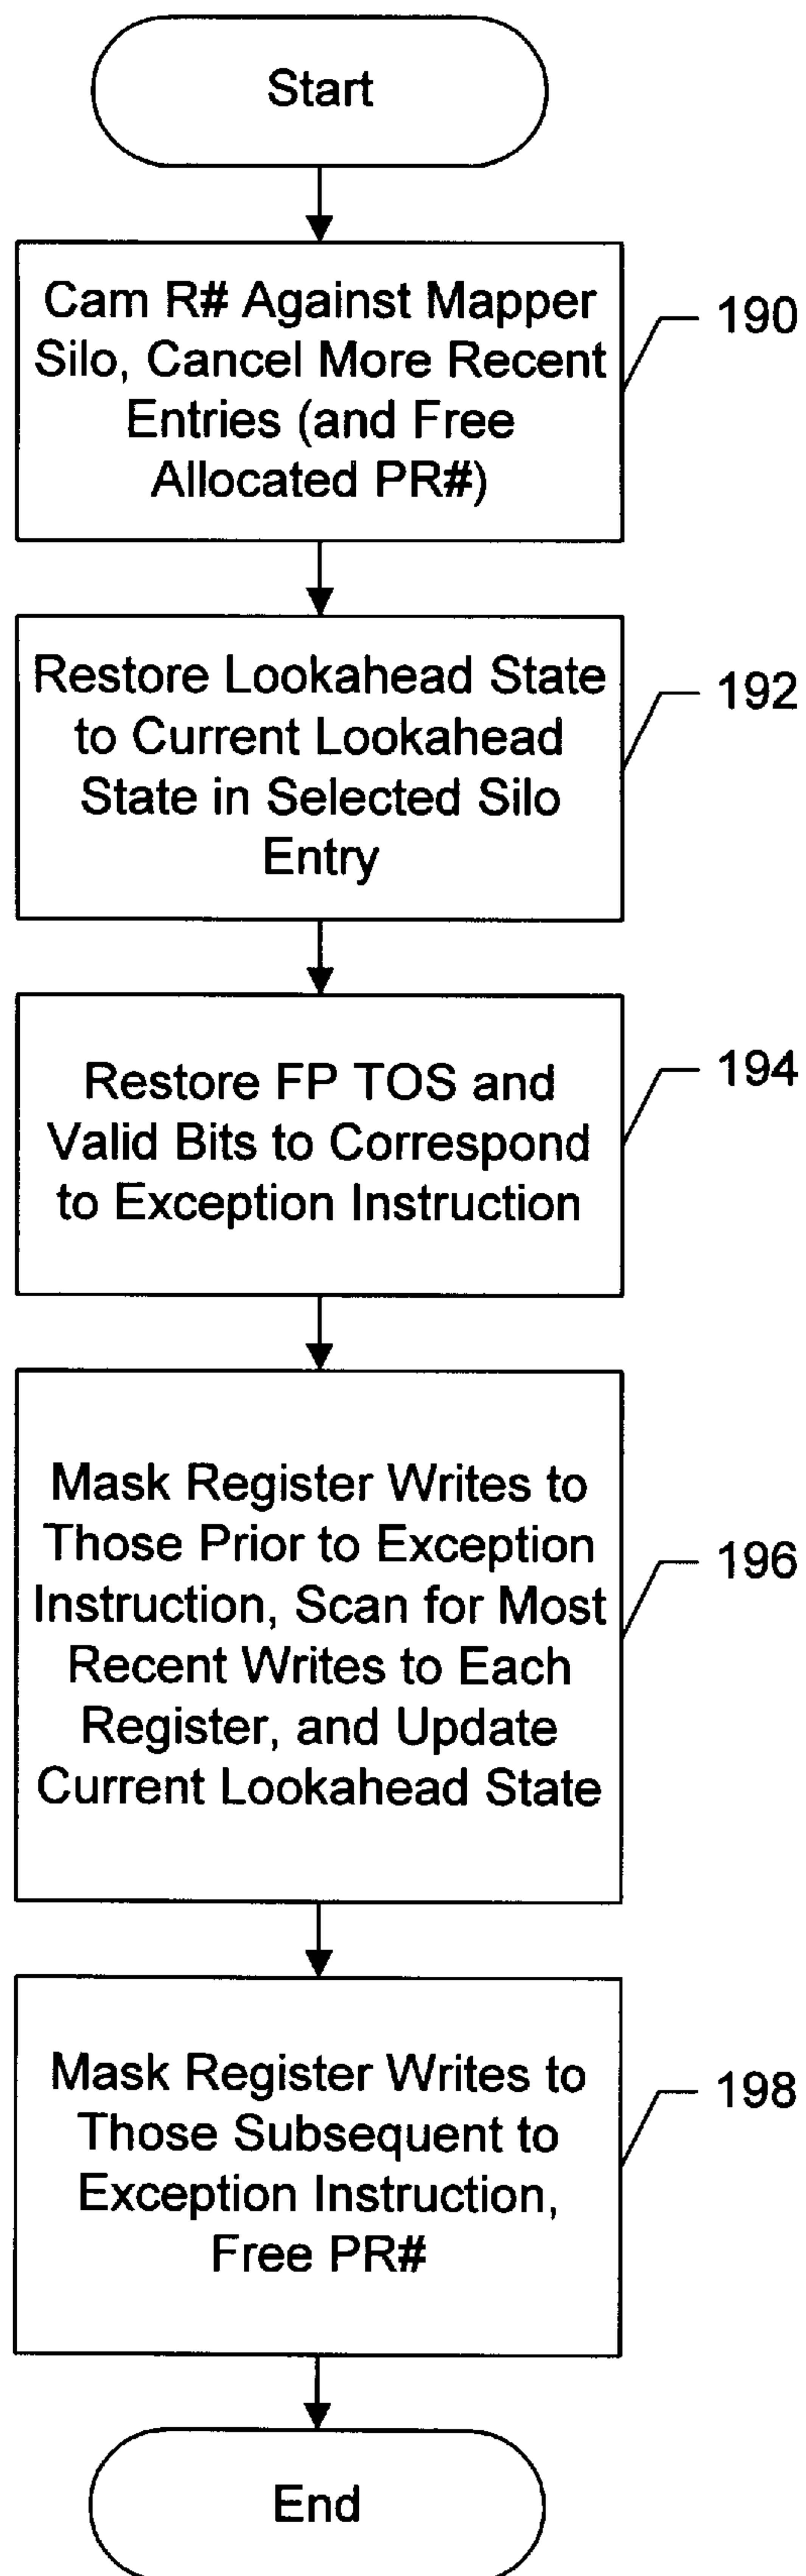 Start
Cam R# Against Mapper
Silo, Cancel More Recent
Entries (and Free
Allocated PR#)
190
Restore Lookahead State
to Current Lookahead
State in Selected Silo
Entry
192
Restore FP TOS and
Valid Bits to Correspond
to Exception Instruction
194
Mask Register Writes to
Those Prior to Exception
Instruction, Scan for Most
Recent Writes to Each
Register, and Update
Current Lookahead State
196
Mask Register Writes to
Those Subsequent to
Exception Instruction,
Free PR#
198
End